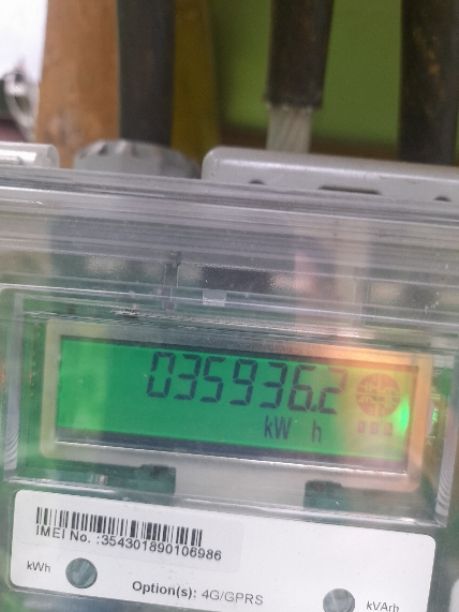 035936.2
kW h
IMEI No. :354301890106986
kWh
Option(s): 4G/GPRS
kVArh